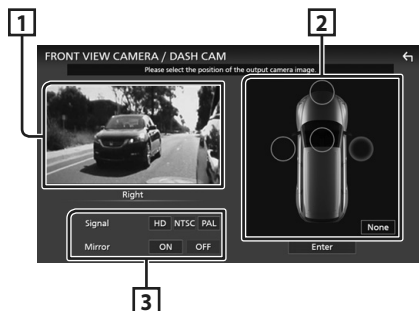 1
2
FRONT VIEW CAMERA / DASH CAM
Please select the position of the output camera image.
Right
Signal HD NTSC PAL
Mirror ON OFF
None
Enter
3